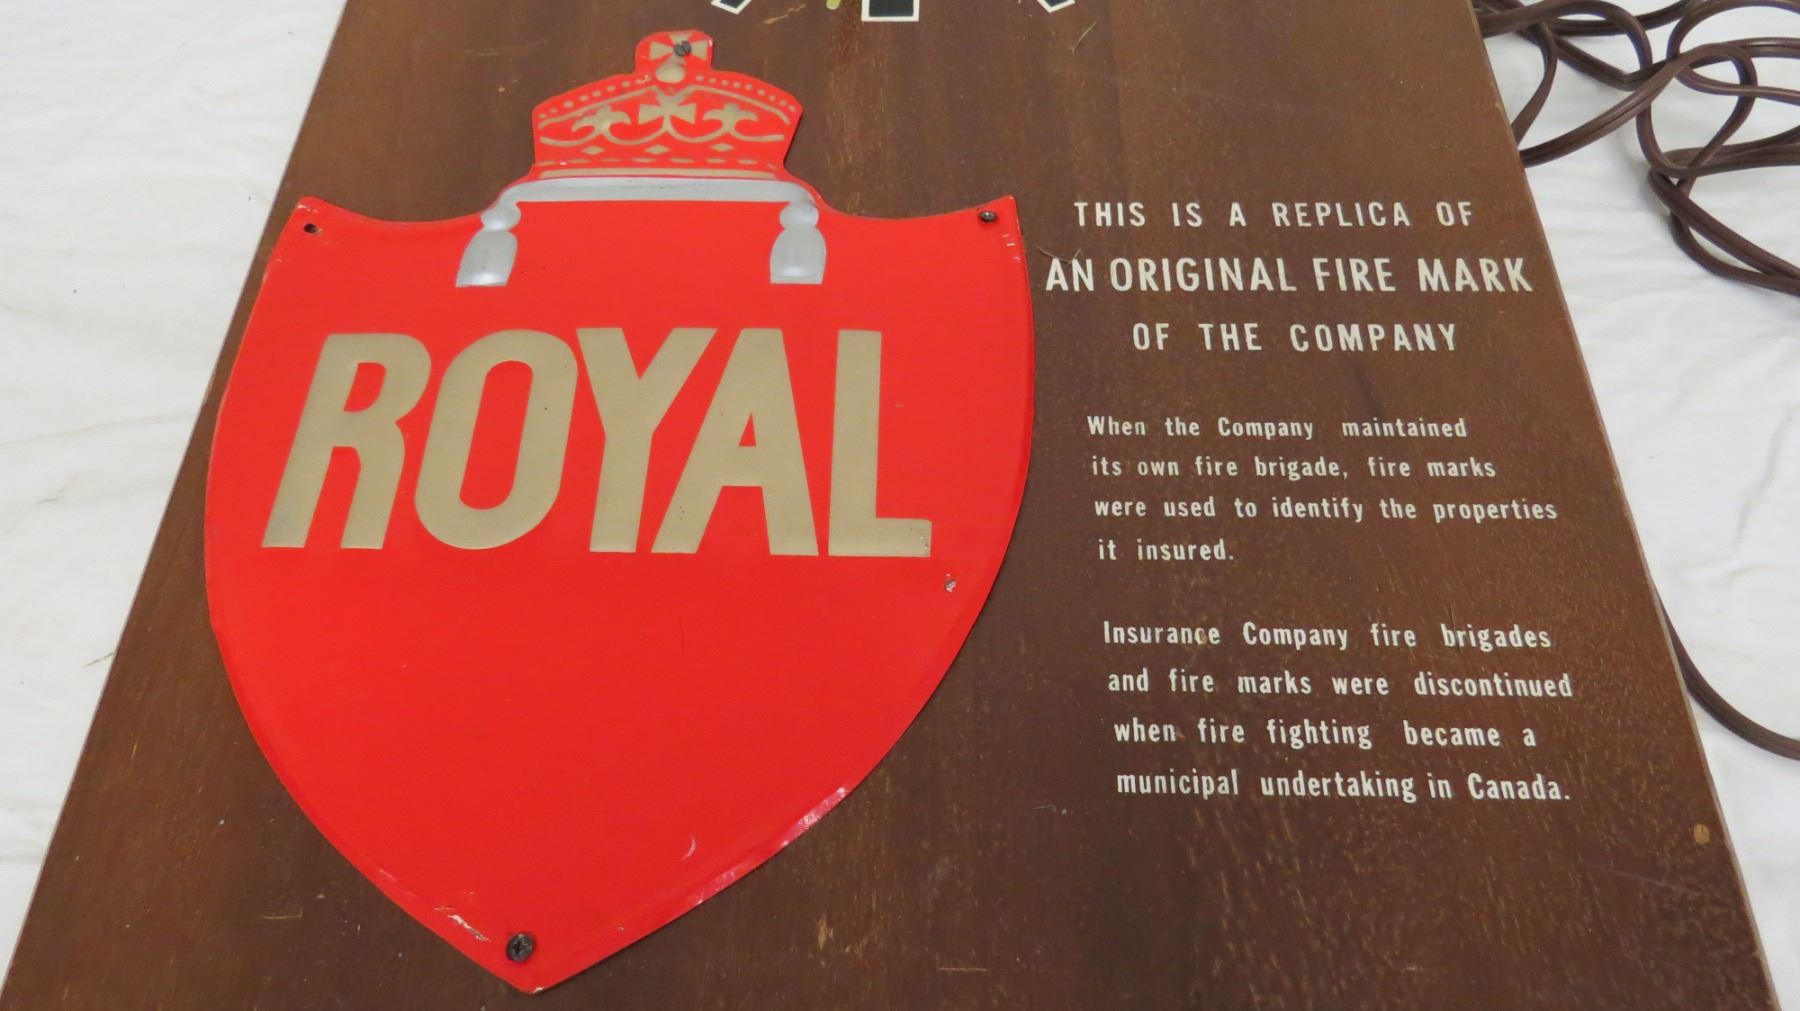 ROYAL
THIS IS A REPLICA OF
AN ORIGINAL FIRE MARK
OF THE COMPANY
When the Company maintained
its own fire brigade, fire marks
were used to identify the properties
it insured.
Insurance Company fire brigades
and fire marks were discontinued
when fire fighting became a
municipal undertaking in Canada.